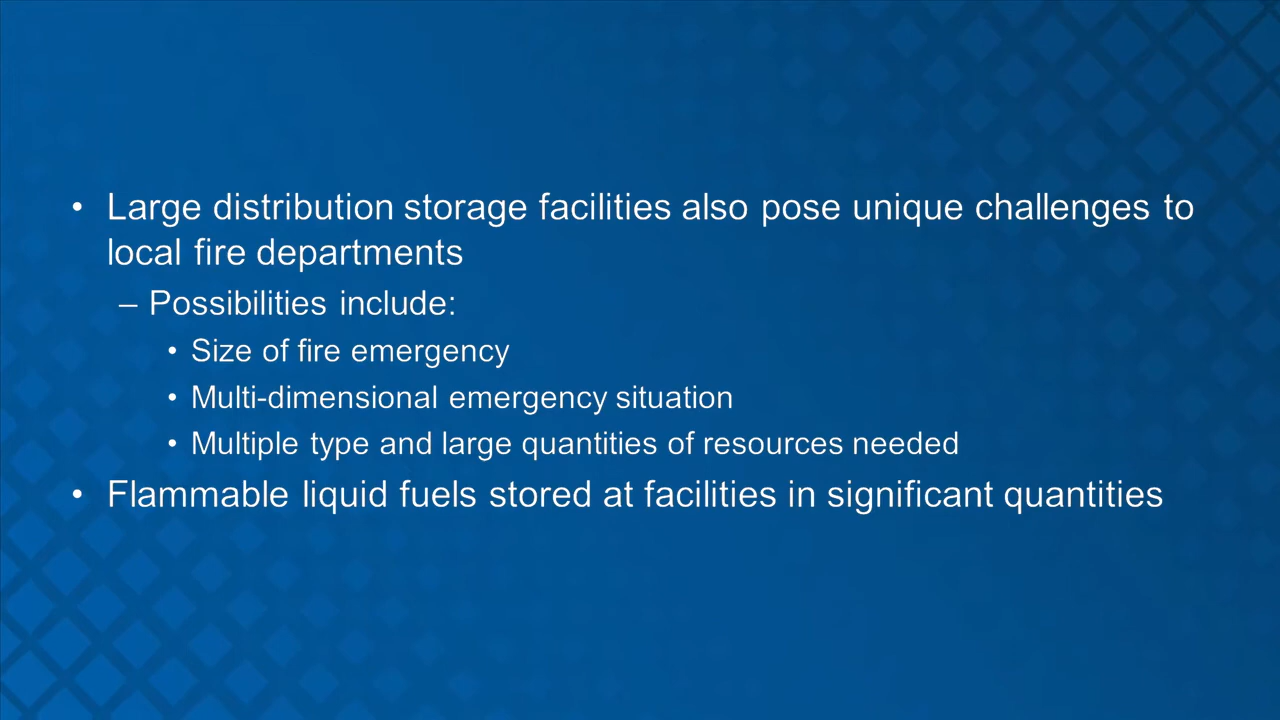 • Large distribution storage facilities also pose unique challenges to
local fire departments
– Possibilities include:
• Size of fire emergency
• Multi-dimensional emergency situation
• Multiple type and large quantities of resources needed
• Flammable liquid fuels stored at facilities in significant quantities